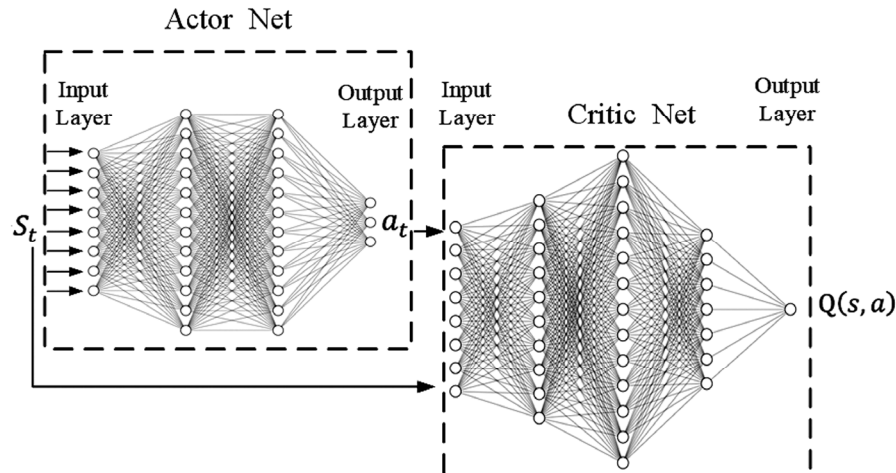 Actor Net
Input
Layer
Output
Layer
Input
Layer
Critic Net
Output
Layer
S_t
a_t
Q(s, a)